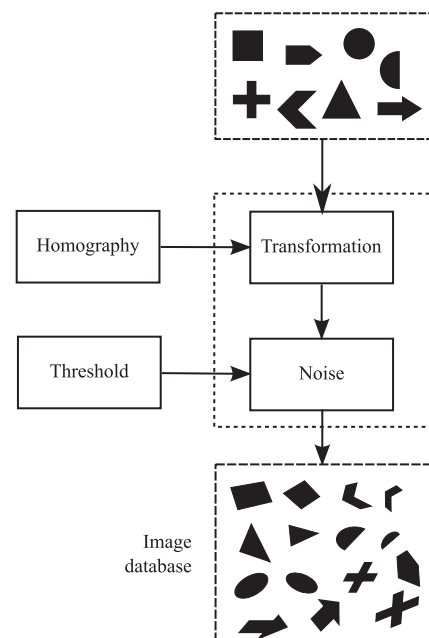 Homography
Transformation
Threshold
Noise
Image
database